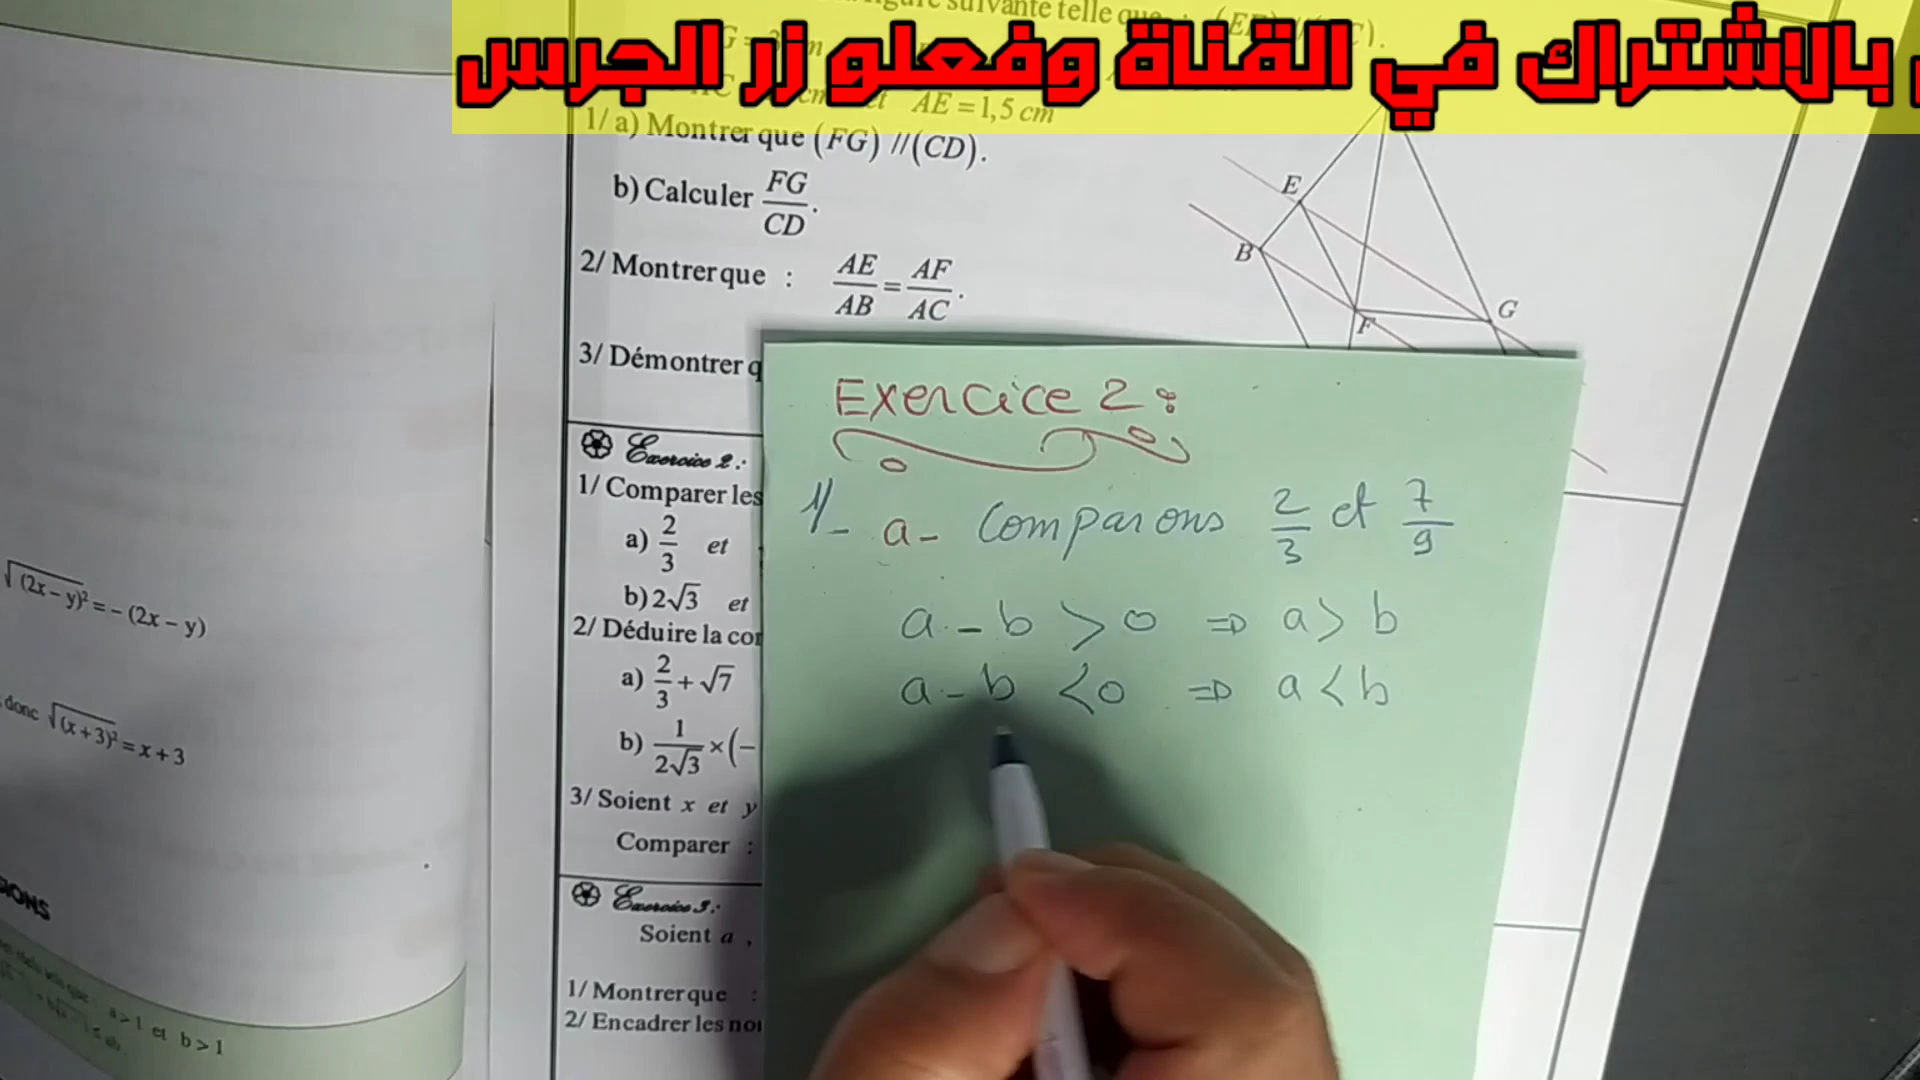 بالاشتراك في القناة وفعلو زر الجرس
suivante telle que
AE = 1,5 cm
1/ a) Montrer que (FG) //(CD).
b) Calculer FG/CD.
2/ Montrer que : AE/AB = AF/AC.
3/ Démontrer q
E
B
F
G
Exercice 2:
1/ Comparer les
a) 2/3 et
b) 2√3 et
2/ Déduire la
a) 2/3 + √7
b) 1/2√3 ×(−
3/ Soient x et y
Comparer :
Exercice 3:
Soient a ,
1/ Montrer que :
2/ Encadrer les
Exercice 2 :
1/- a- Comparons 2/3 et 7/9
a - b > 0 ⇒ a > b
a - b < 0 ⇒ a < b
√(2x − y)² = − (2x − y)
donc √(x + 3)² = x + 3
SIONS
a > 1 et b > 1